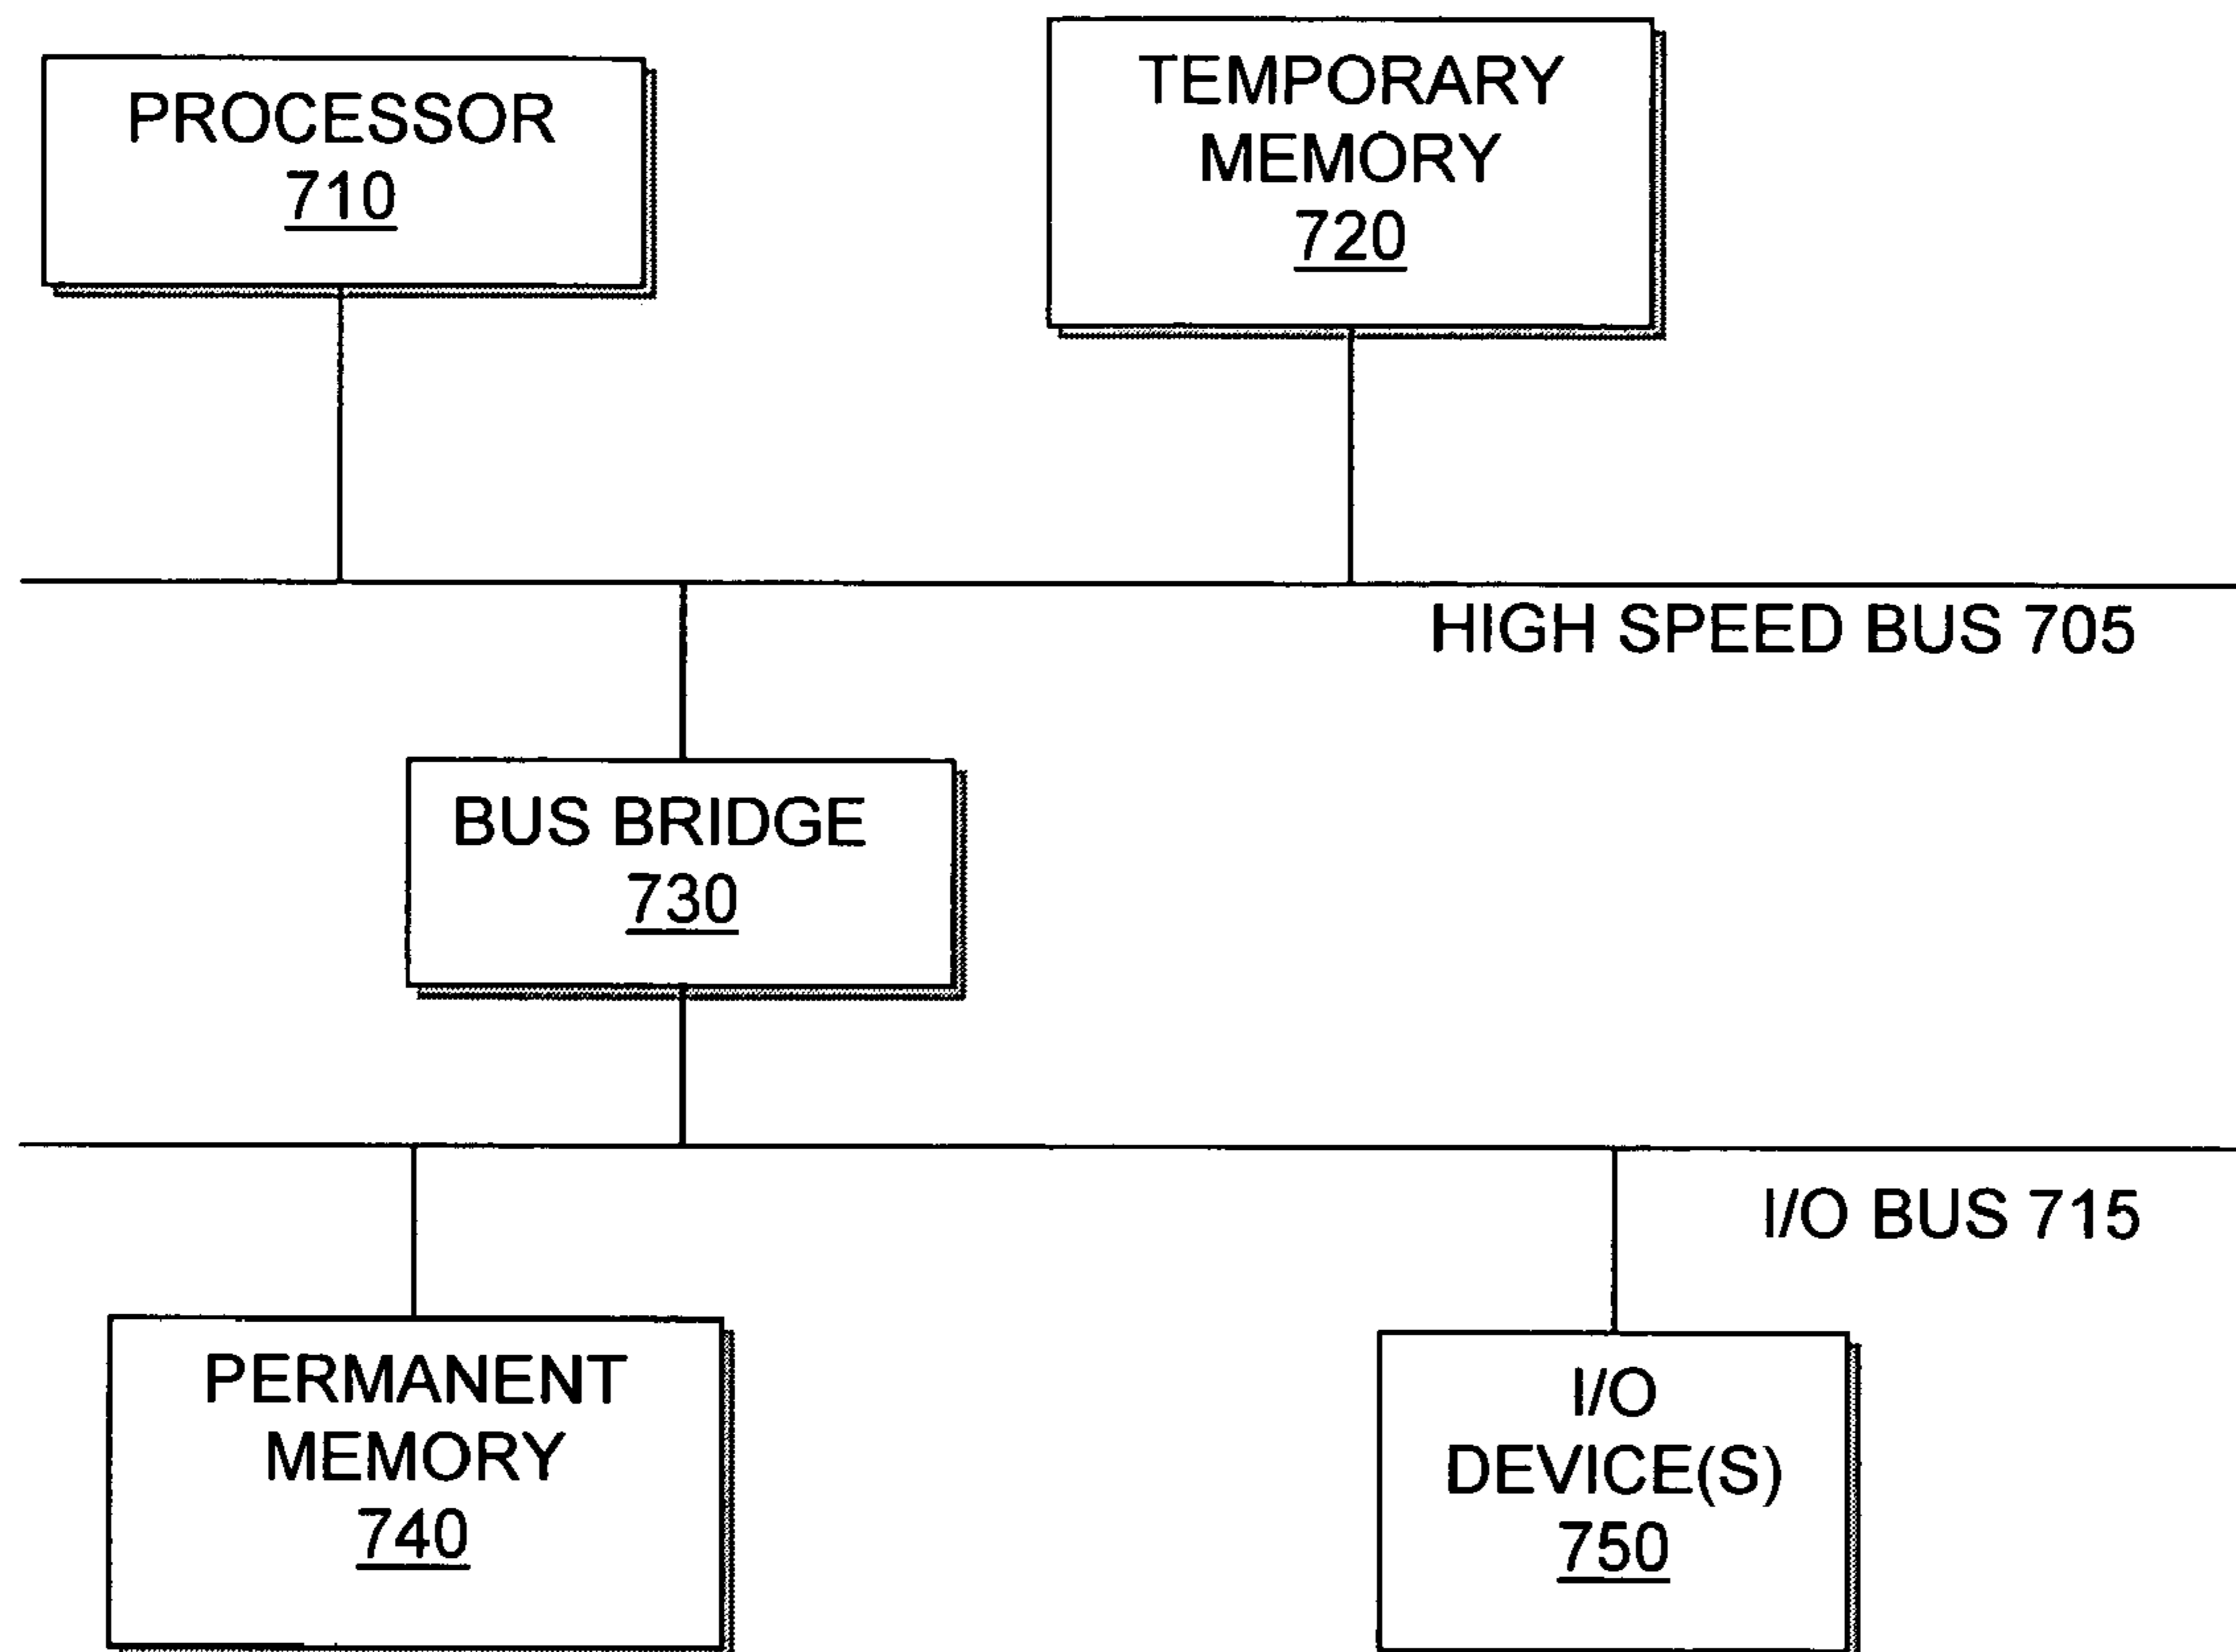 PROCESSOR
710
TEMPORARY
MEMORY
720
HIGH SPEED BUS 705
BUS BRIDGE
730
I/O BUS 715
PERMANENT
MEMORY
740
I/O
DEVICE(S)
750